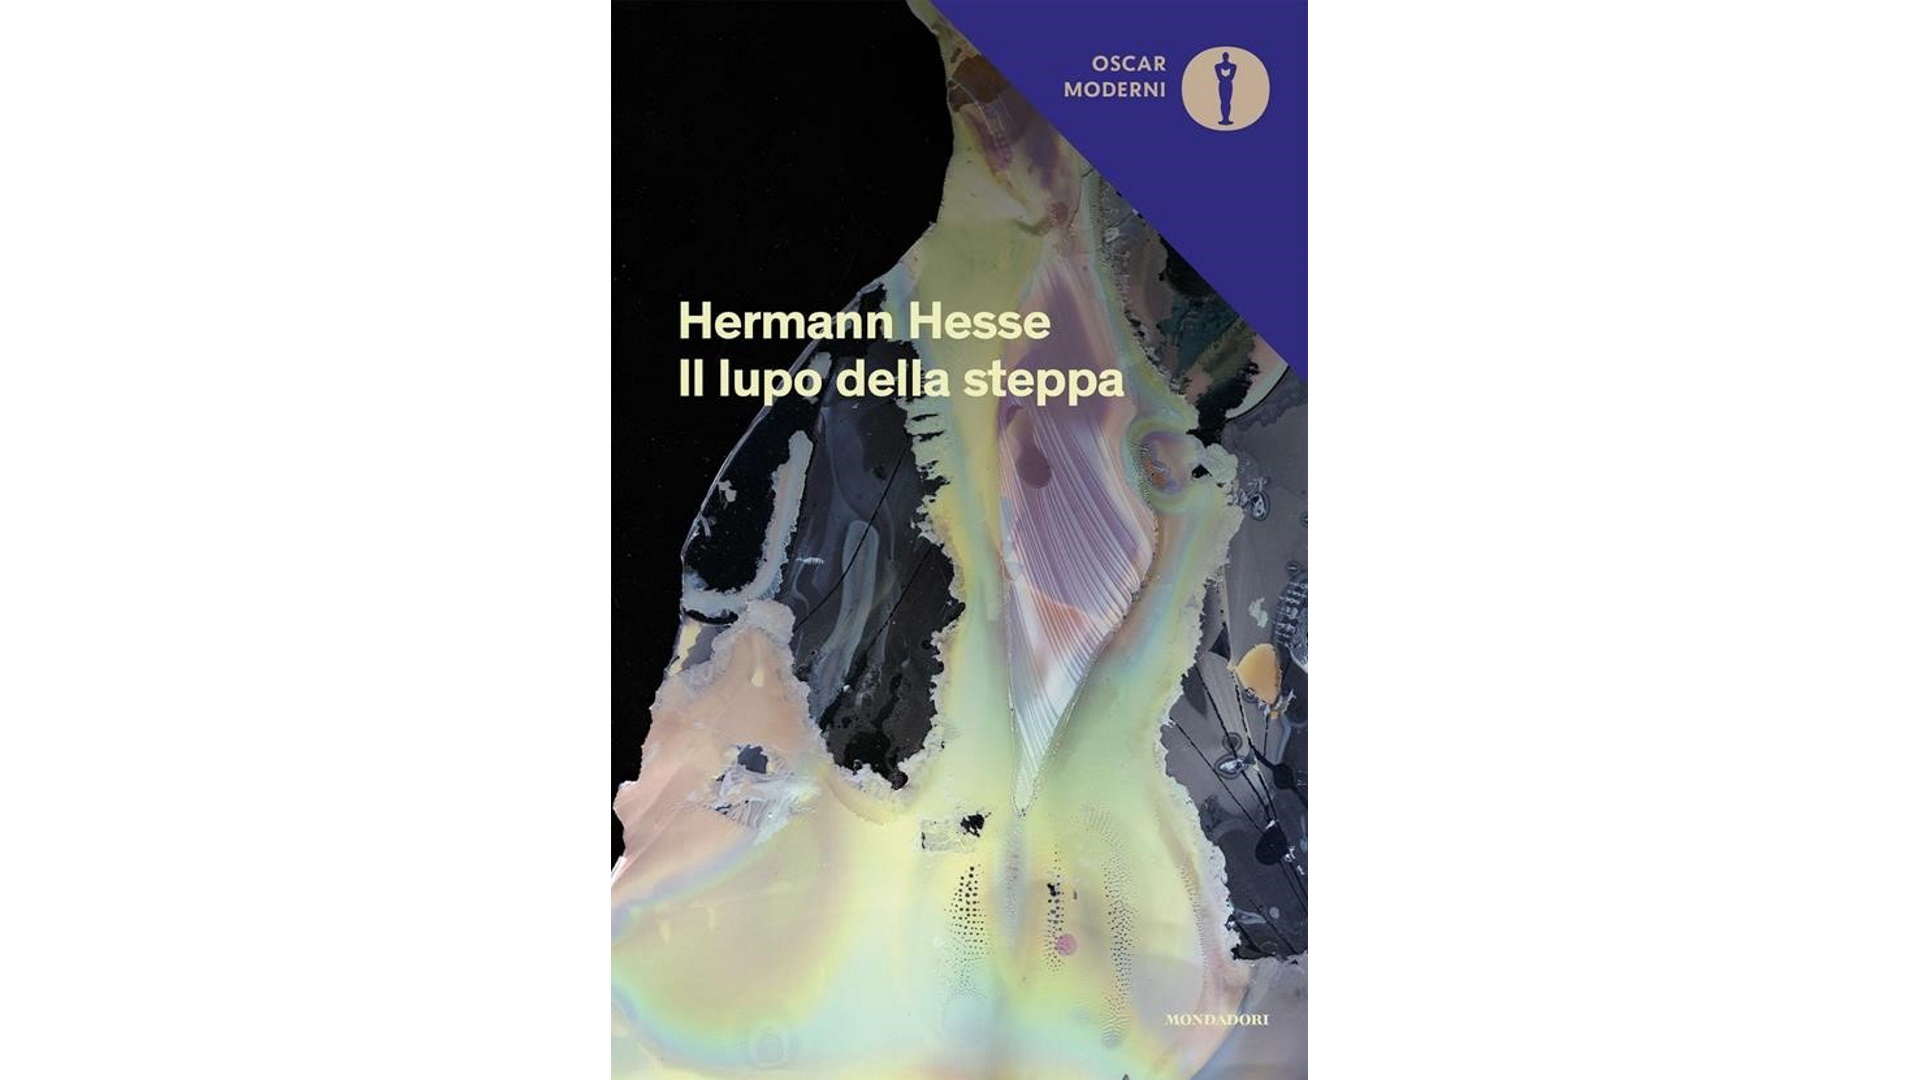 OSCAR
MODERNI
Hermann Hesse
Il lupo della steppa
MONDADORI